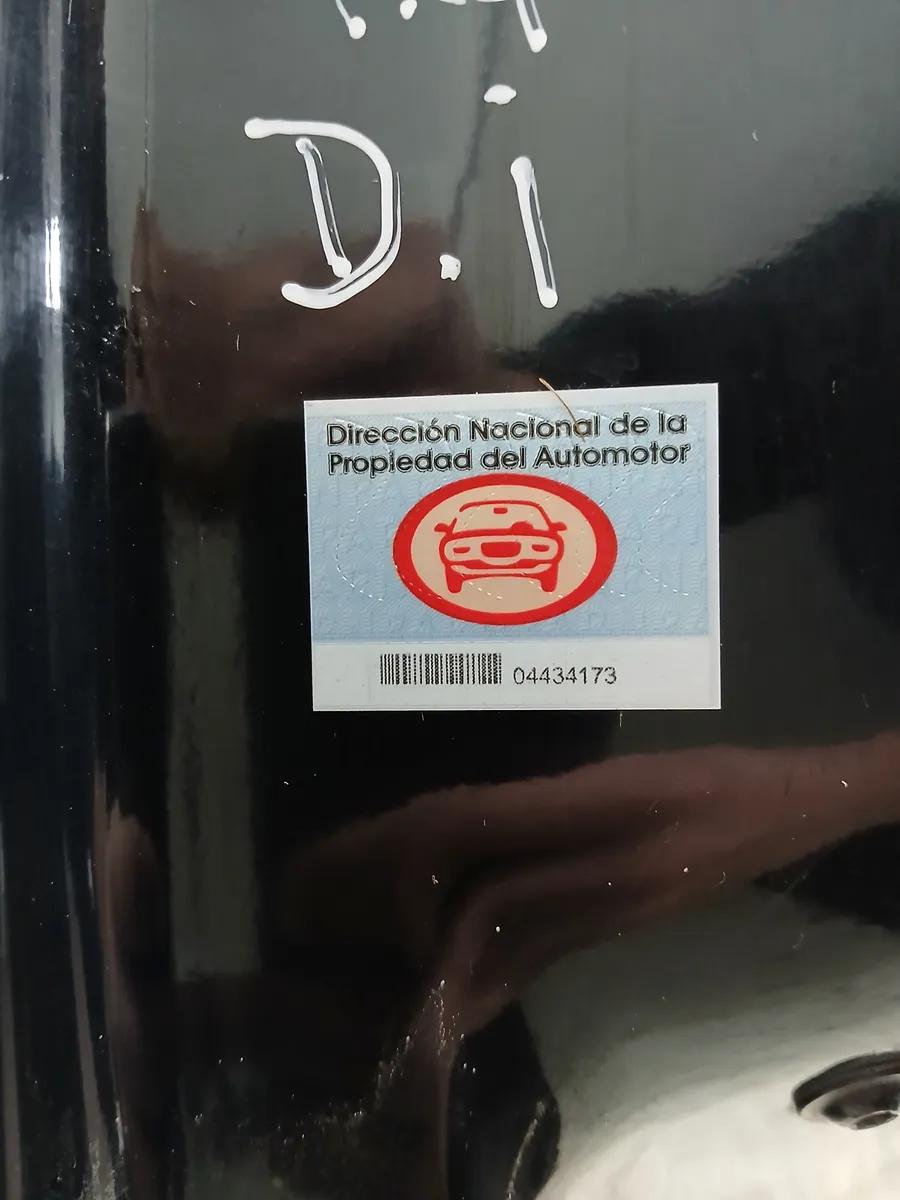 D.i
Dirección Nacional de la
Propiedad del Automotor
04434173